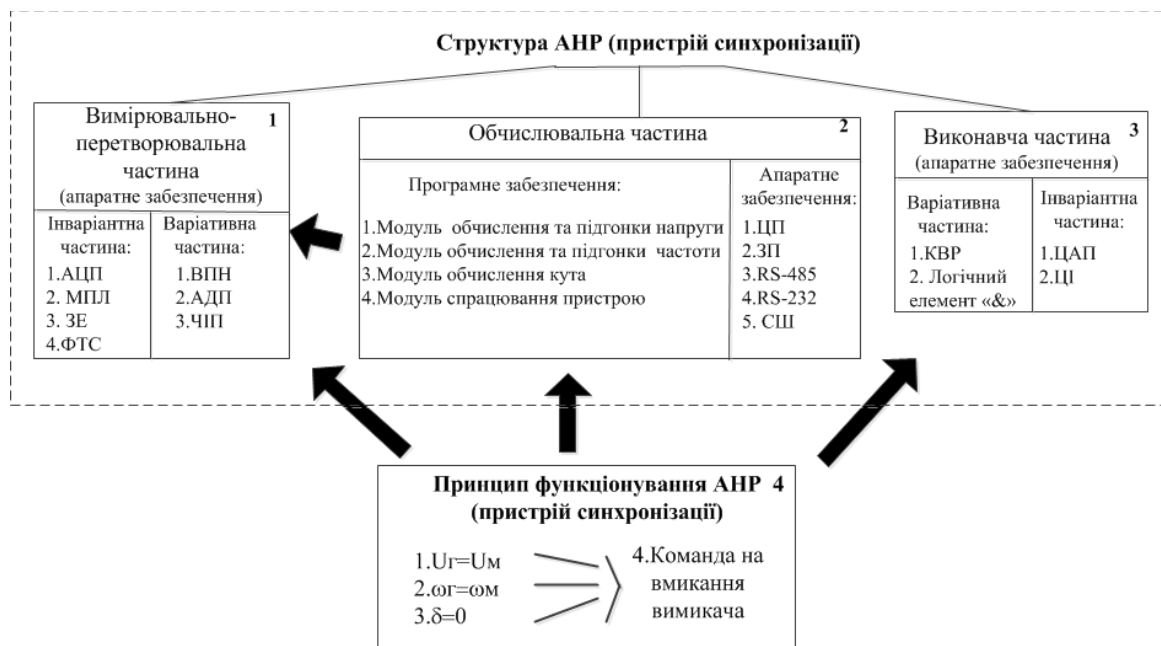 Структура АНР (пристрій синхронізації)
Вимірювально-
перетворювальна
частина
(апаратне забезпечення)
1
Інваріантна
частина:
1.АЦП
2. МПЛ
3. ЗЕ
4.ФТС
Варіативна
частина:
1.ВПН
2.АДП
3.ЧІП
Обчислювальна частина
2
Програмне забезпечення:
1.Модуль обчислення та підгонки напруги
2.Модуль обчислення та підгонки частоти
3.Модуль обчислення кута
4.Модуль спрацювання пристрою
Апаратне
забезпечення:
1.ЦП
2.ЗП
3.RS-485
4.RS-232
5. СШ
Виконавча частина
(апаратне забезпечення)
3
Варіативна
частина:
1.КВР
2. Логічний
елемент «&»
Інваріантна
частина:
1.ЦАП
2.ЦІ
Принцип функціонування АНР 4
(пристрій синхронізації)
1.Uг=Uм
2.ωг=ωм
3.δ=0
4.Команда на
вмикання
вимикача